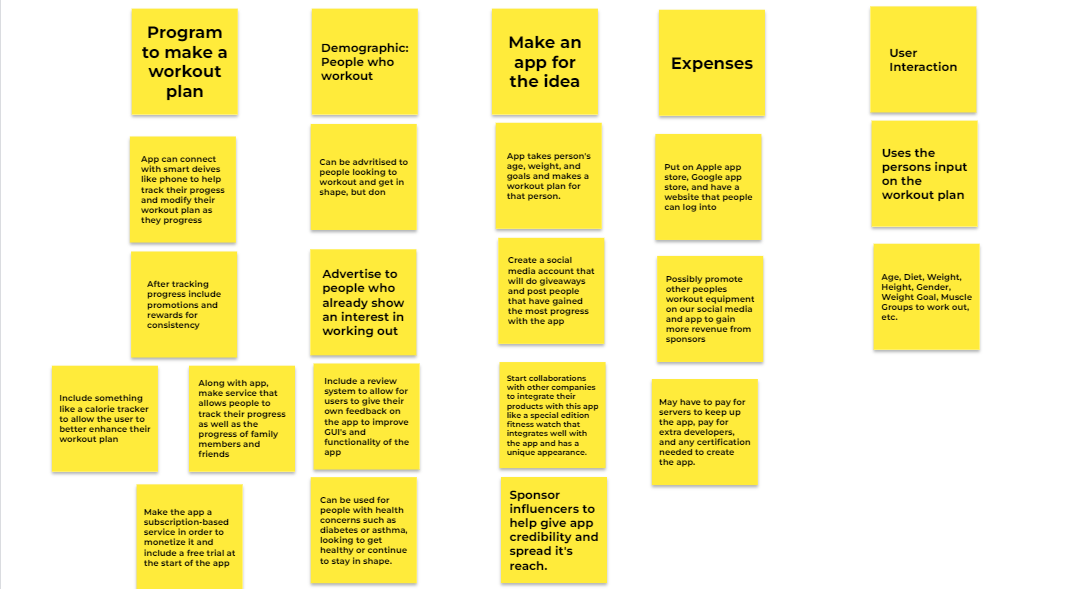 Program
to make a
workout
plan
App can connect
with smart deives
like phone to help
track their progess
and modify their
workout plan as
they progress
After tracking
progress include
promotions and
rewards for
consistency
Include something
like a calorie tracker
to allow the user to
better enhance their
workout plan
Along with app,
make service that
allows people to
track their progress
as well as the
progress of family
members and
friends
Make the app a
subscription-based
service in order to
monetize it and
include a free trial at
the start of the app
Demographic:
People who
workout
Can be advritised to
people looking to
workout and get in
shape, but don
Advertise to
people who
already show
an interest in
working out
Include a review
system to allow for
users to give their
own feedback on
the app to improve
GUI's and
functionality of the
app
Can be used for
people with health
concerns such as
diabetes or asthma,
looking to get
healthy or continue
to stay in shape.
Make an
app for
the idea
App takes person's
age, weight, and
goals and makes a
workout plan for
that person.
Create a social
media account that
will do giveaways
and post people
that have gained
the most progress
with the app
Start collaborations
with other companies
to integrate their
products with this app
like a special edition
fitness watch that
integrates well with
the app and has a
unique appearance.
Sponsor
influencers to
help give app
credibility and
spread it's
reach.
Expenses
Put on Apple app
store, Google app
store, and have a
website that people
can log into
Possibly promote
other peoples
workout equipment
on our social media
and app to gain
more revenue from
sponsors
May have to pay for
servers to keep up
the app, pay for
extra developers,
and any certification
needed to create
the app.
User
Interaction
Uses the
persons input
on the
workout plan
Age, Diet, Weight,
Height, Gender,
Weight Goal, Muscle
Groups to work out,
etc.